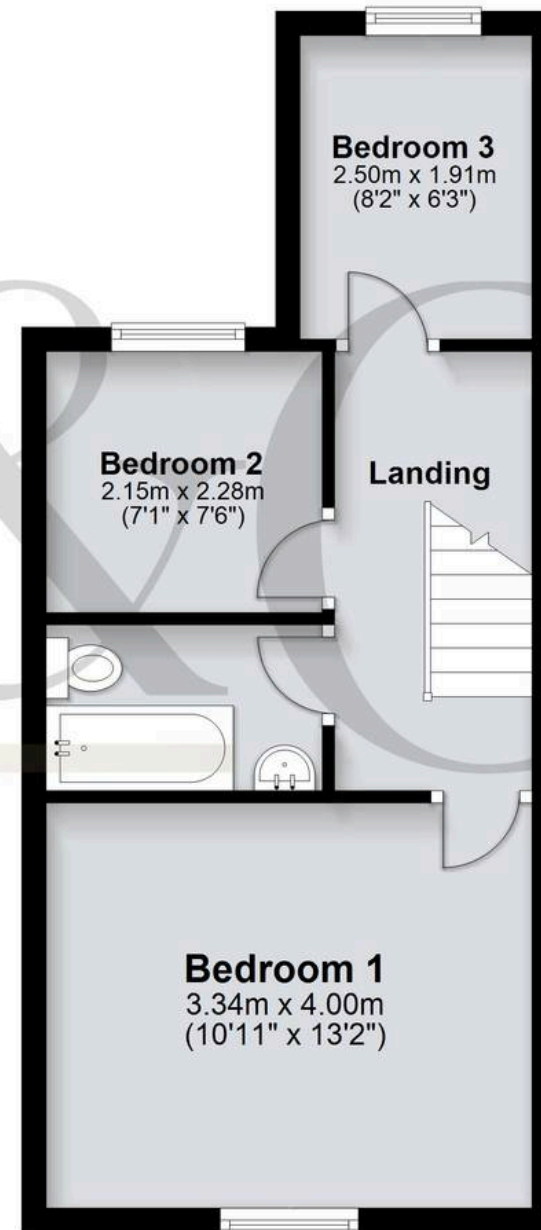 Bedroom 3
2.50m x 1.91m
(8'2" x 6'3")
Bedroom 2
2.15m x 2.28m
(7'1" x 7'6")
Landing
&C
Bedroom 1
3.34m x 4.00m
(10'11" x 13'2")